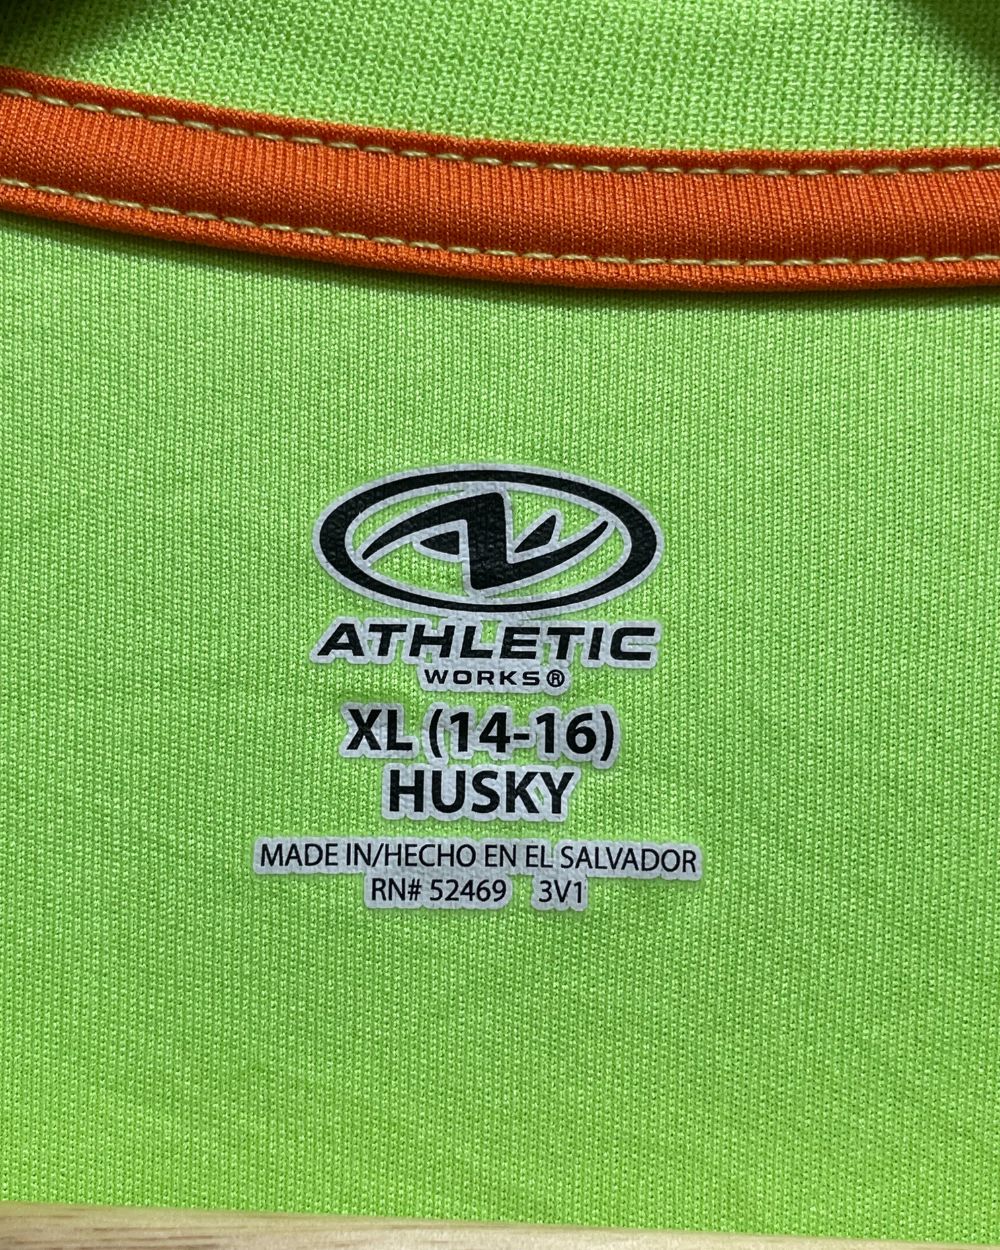 ATHLETIC
WORKS®
XL (14-16)
HUSKY
MADE IN/HECHO EN EL SALVADOR
RN# 52469 3V1